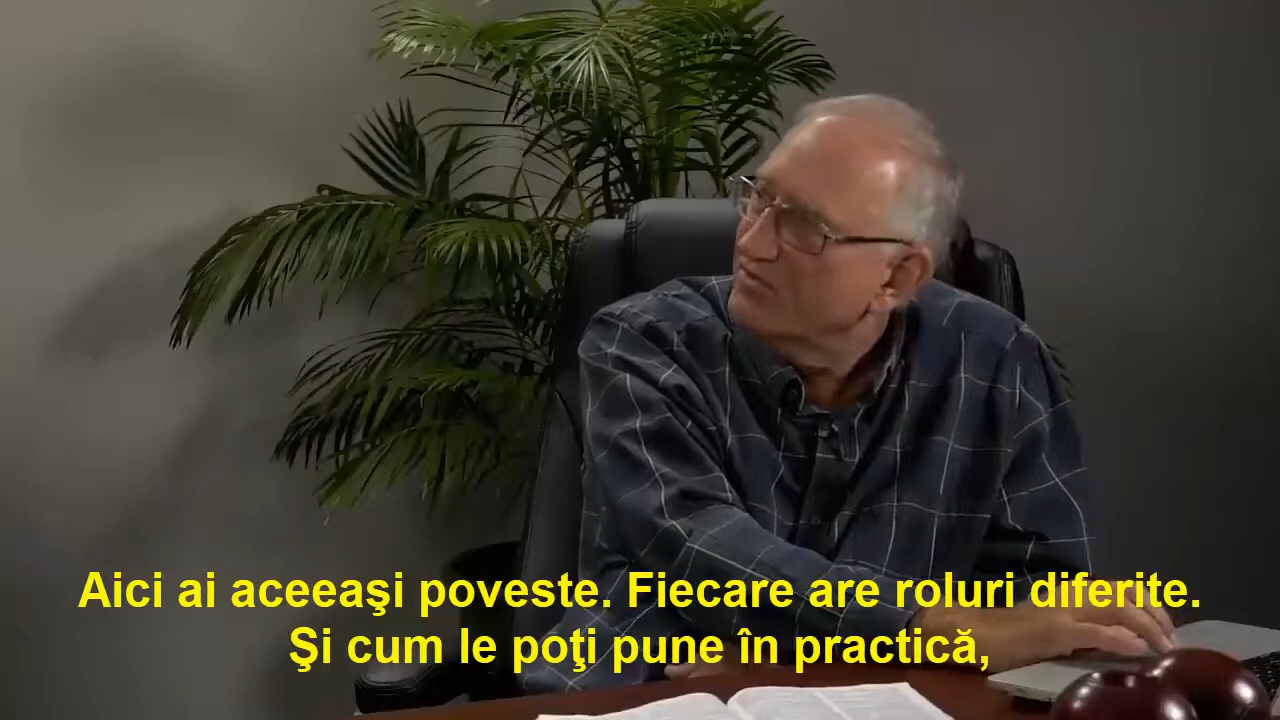 Aici ai aceeaşi poveste. Fiecare are roluri diferite.
Şi cum le poţi pune în practică,